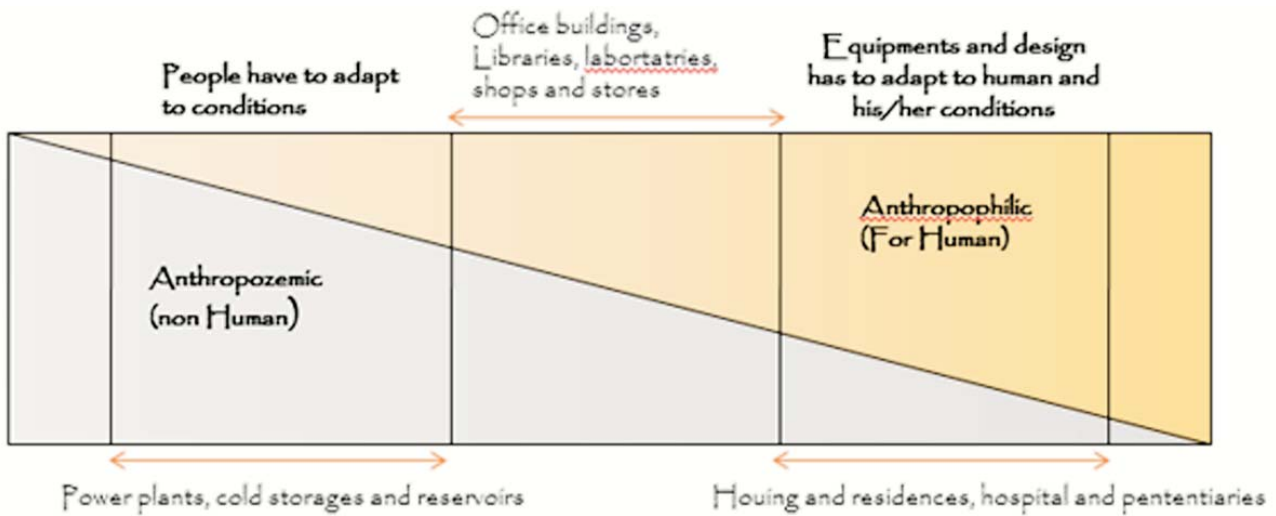 People have to adapt
to conditions
Office buildings,
Libraries, labortatries,
shops and stores
Equipments and design
has to adapt to human and
his/her conditions
Anthropozemic
(non Human)
Anthropophilic
(For Human)
Power plants, cold storages and reservoirs
Houing and residences, hospital and pententiaries